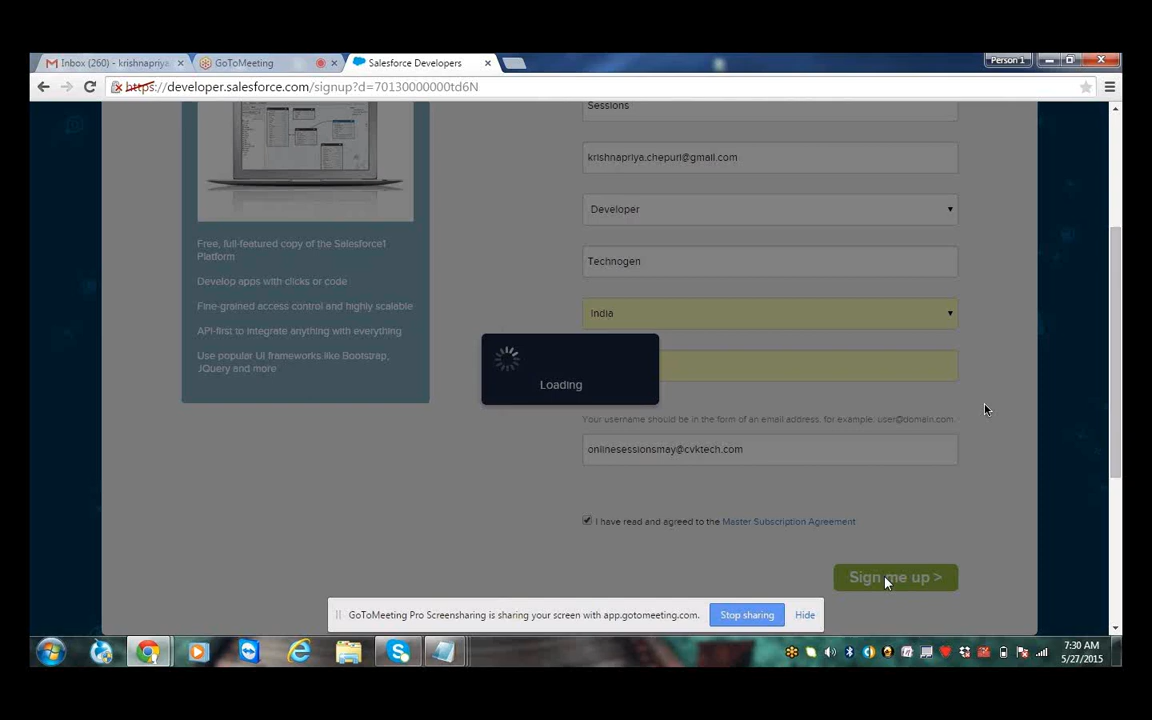 Inbox (260) - krishnapriya
GoToMeeting
Salesforce Developers
Person 1
https://developer.salesforce.com/signup?d=70130000000td6N
Sessions
krishnapriya.chepuri@gmail.com
Developer
Technogen
India
Free, full-featured copy of the Salesforce1
Platform
Develop apps with clicks or code
Fine-grained access control and highly scalable
API-first to integrate anything with everything
Use popular UI frameworks like Bootstrap,
JQuery and more
Loading
Your username should be in the form of an email address, for example, user@domain.com.
onlinesessionsmay@cvktech.com
I have read and agreed to the Master Subscription Agreement
Sign me up >
GoToMeeting Pro Screensharing is sharing your screen with app.gotomeeting.com.
Stop sharing
Hide
7:30 AM
5/27/2015